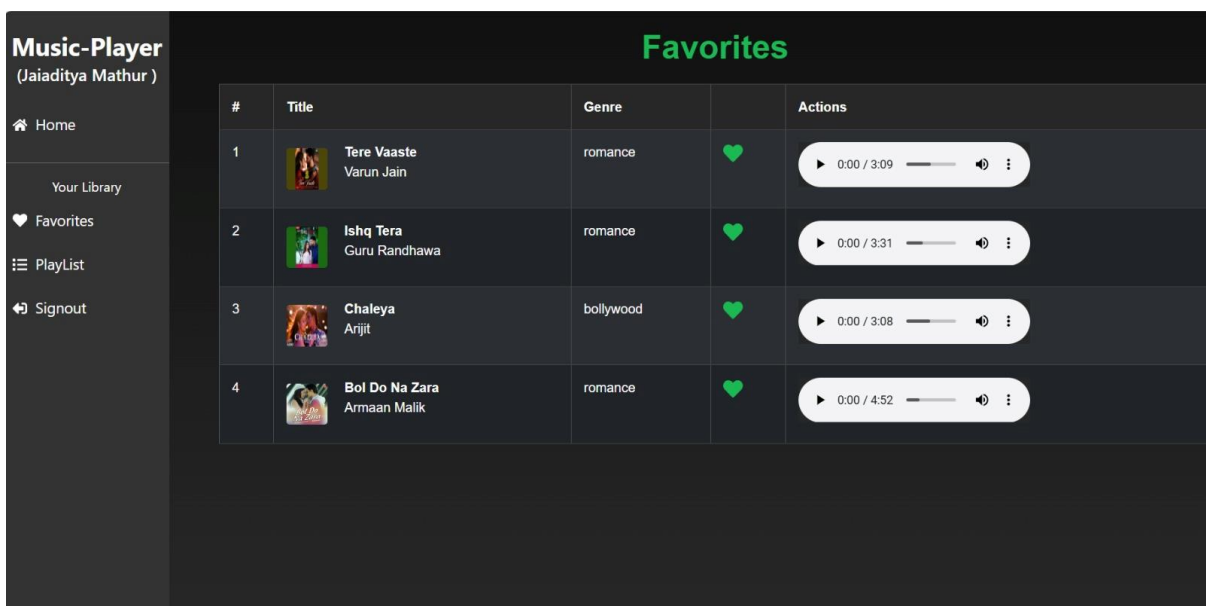 Music-Player
(Jaiaditya Mathur )
Home
Your Library
Favorites
PlayList
Signout
Favorites
# Title Genre Actions
1 Tere Vaaste romance 0:00 / 3:09
Varun Jain
2 Ishq Tera romance 0:00 / 3:31
Guru Randhawa
3 Chaleya bollywood 0:00 / 3:08
Arijit
4 Bol Do Na Zara romance 0:00 / 4:52
Armaan Malik